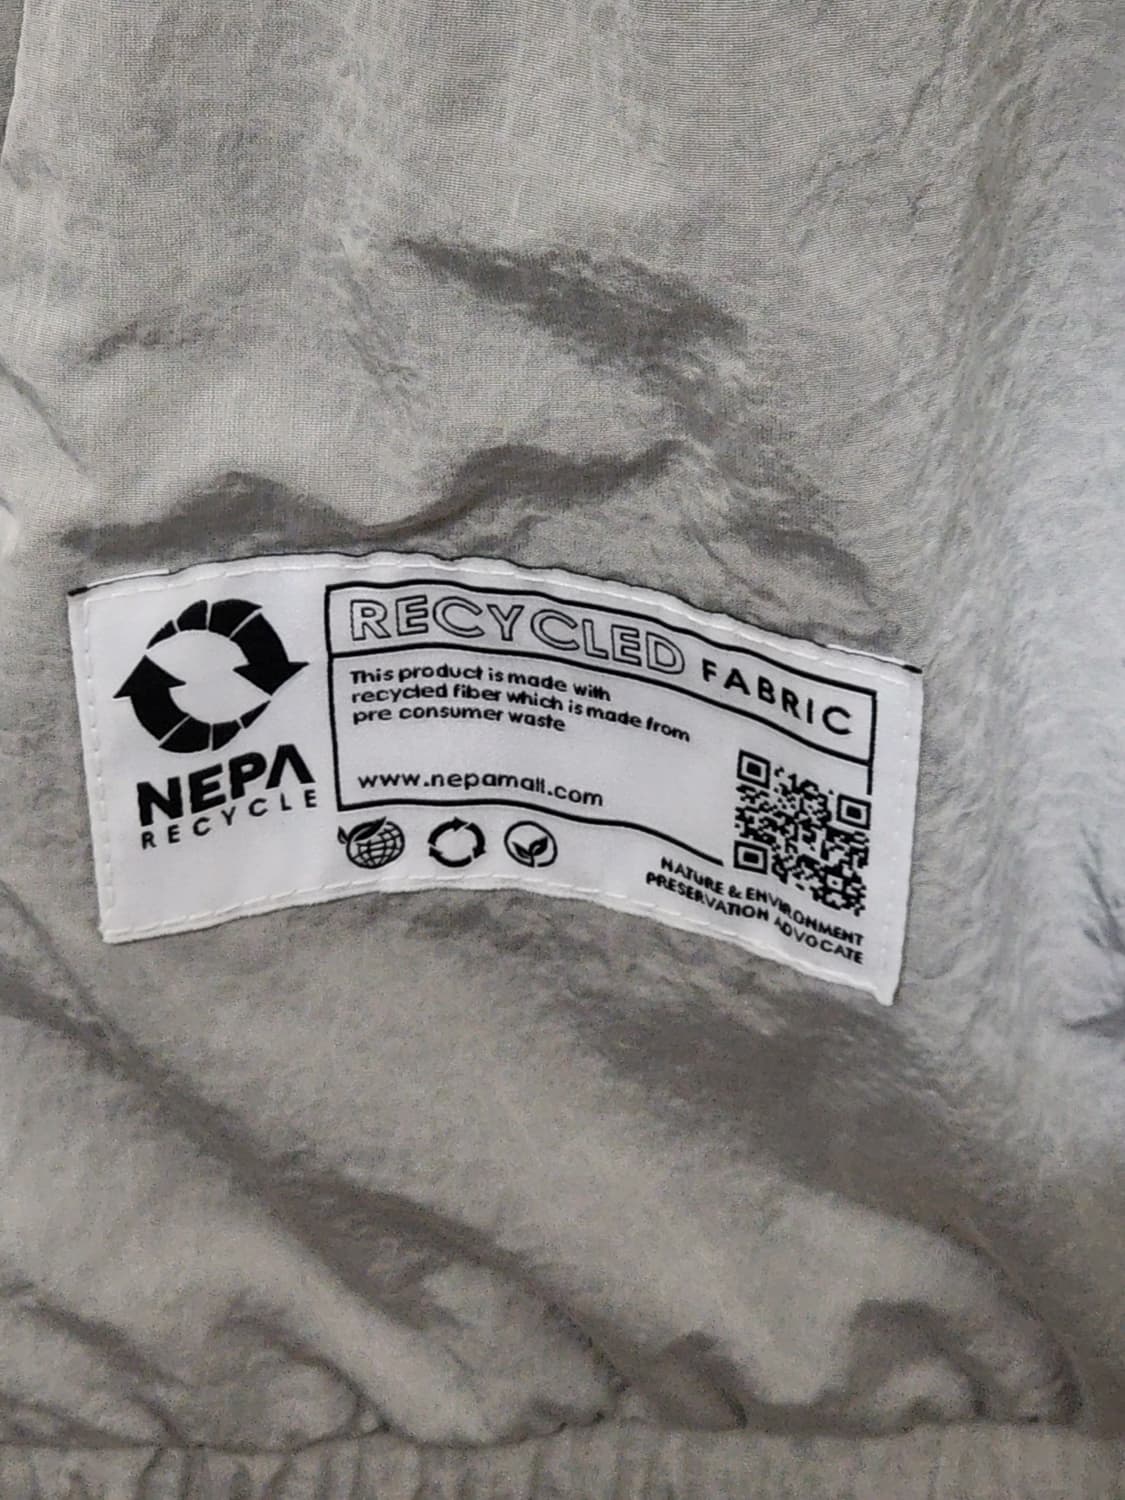 NEPA
RECYCLE
RECYCLED FABRIC
This product is made with
recycled fiber which is made from
pre consumer waste
www.nepamall.com
NATURE & ENVIRONMENT
PRESERVATION ADVOCATE